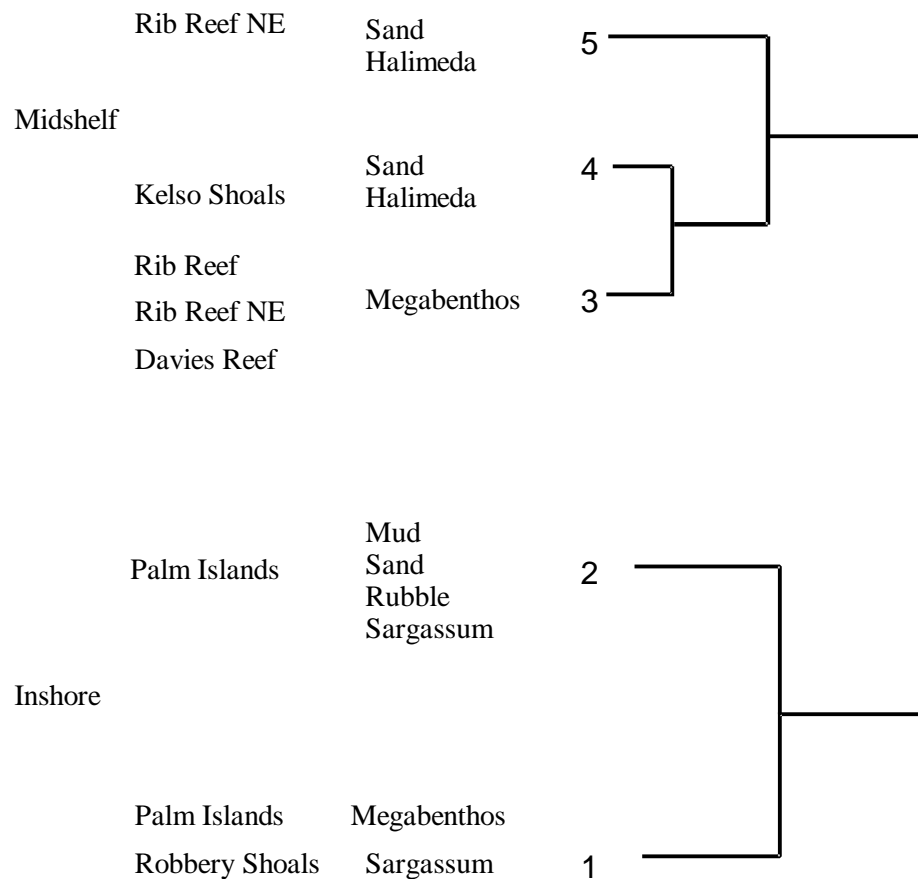 Rib Reef NE Sand 5
Halimeda
Midshelf
Sand 4
Kelso Shoals Halimeda
Rib Reef
Rib Reef NE Megabenthos 3
Davies Reef
Mud
Palm Islands Sand 2
Rubble
Sargassum
Inshore
Palm Islands Megabenthos
Robbery Shoals Sargassum 1